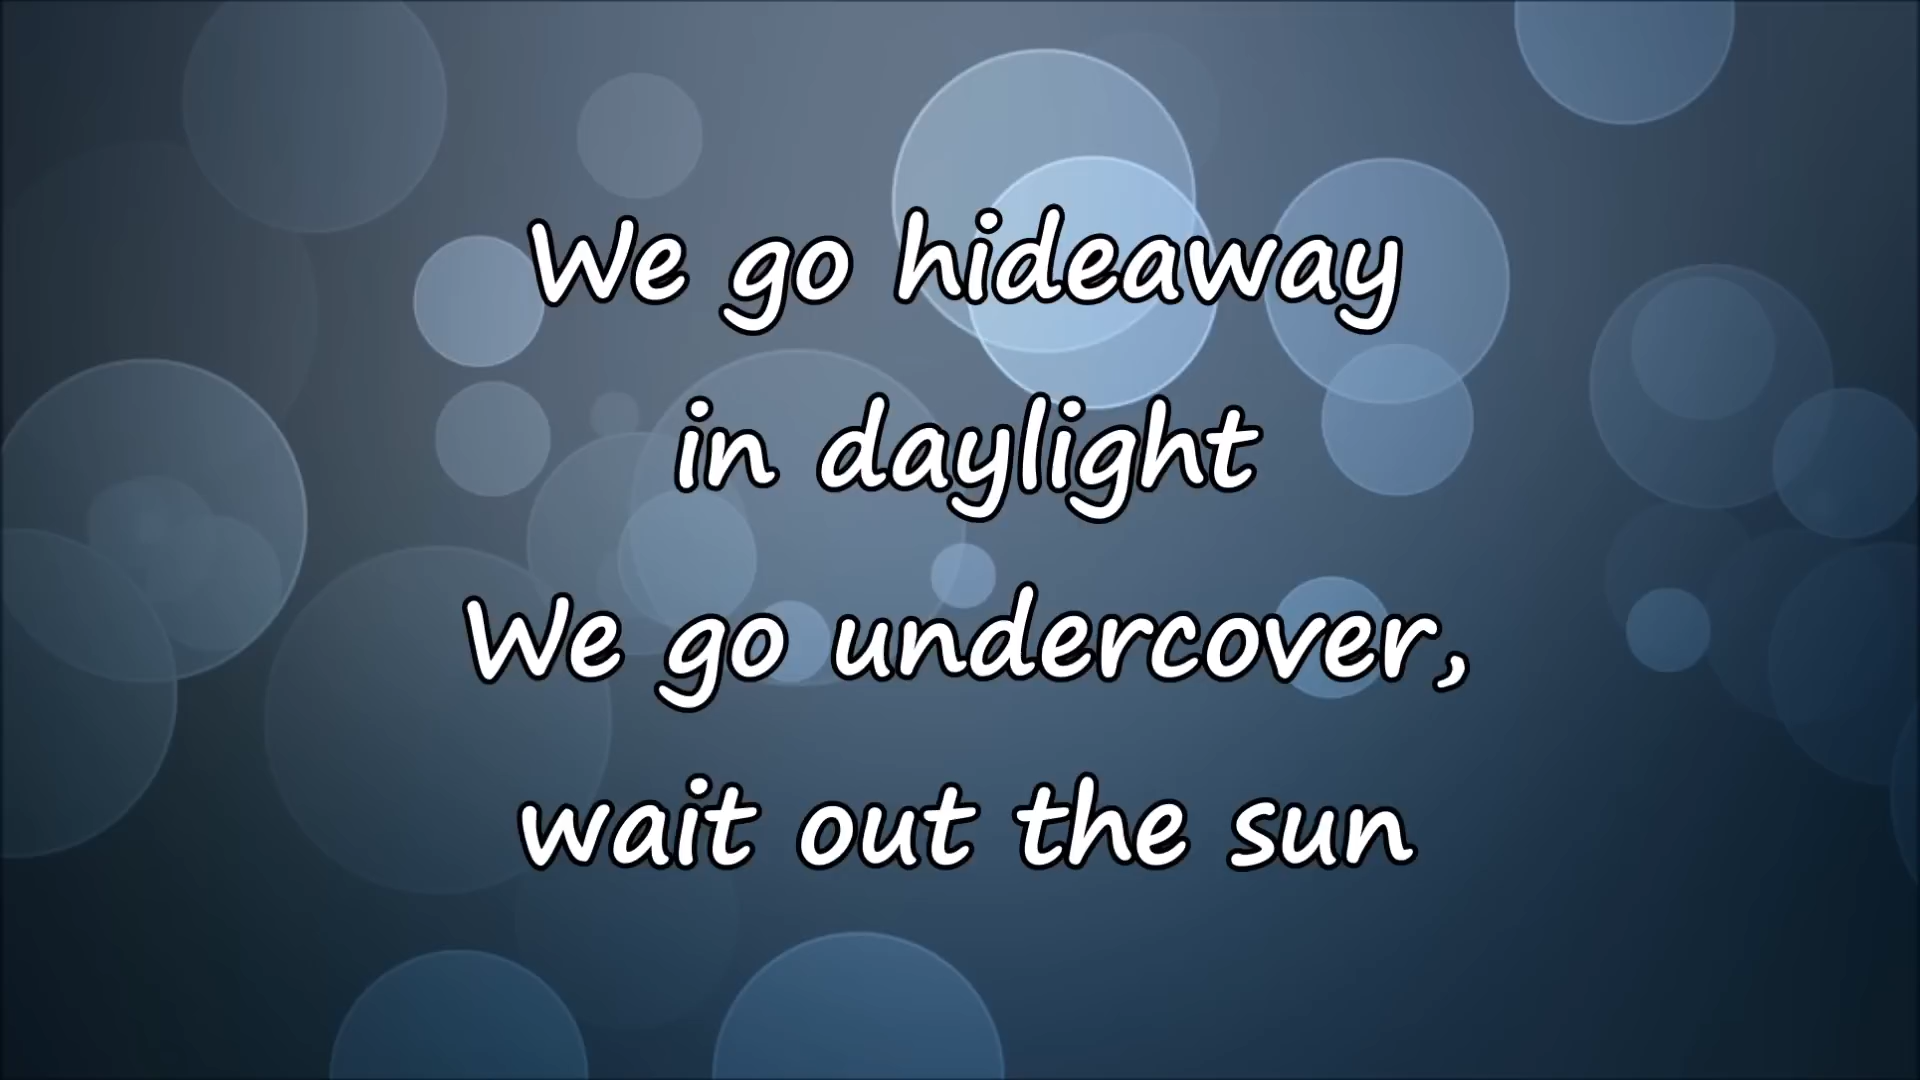 We go hideaway
in daylight
We go undercover,
wait out the sun